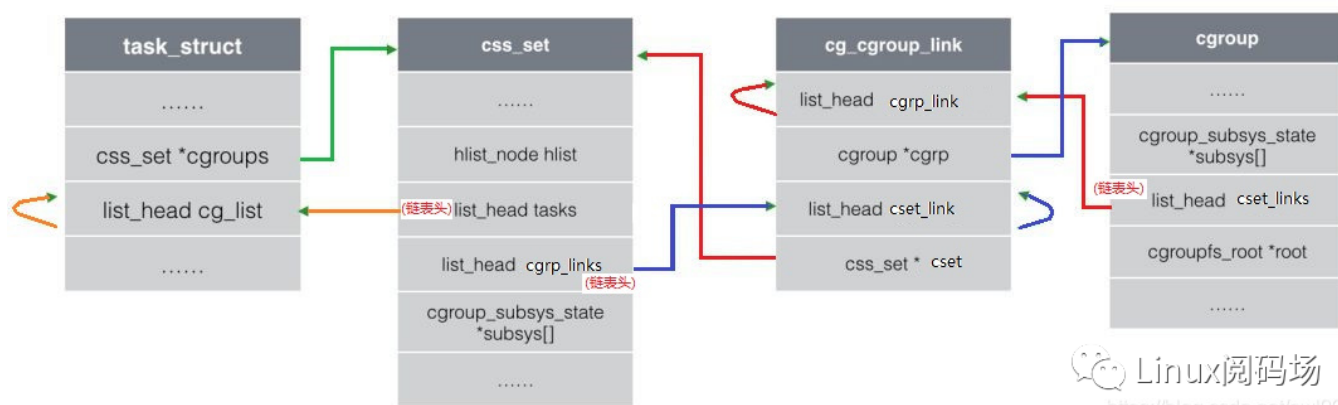 task_struct
......
css_set *cgroups
list_head cg_list
......
css_set
......
hlist_node hlist
(链表头)
list_head tasks
list_head cgrp_links
(链表头)
cgroup_subsys_state
*subsys[]
......
cg_cgroup_link
list_head cgrp_link
cgroup *cgrp
list_head cset_link
css_set * cset
cgroup
......
cgroup_subsys_state
*subsys[]
(链表头)
list_head cset_links
cgroupfs_root *root
......
Linux阅码场